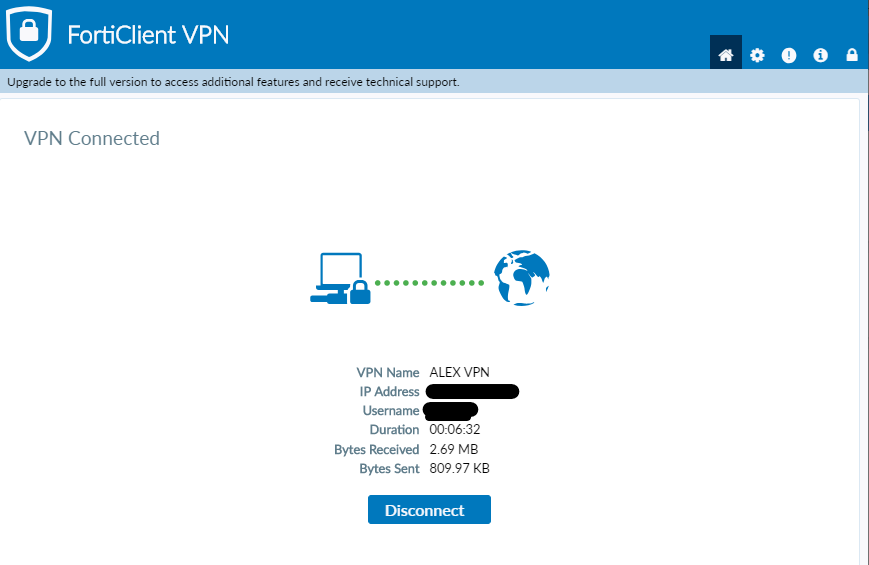 FortiClient VPN
Upgrade to the full version to access additional features and receive technical support.
VPN Connected
VPN Name ALEX VPN
IP Address
Username
Duration 00:06:32
Bytes Received 2.69 MB
Bytes Sent 809.97 KB
Disconnect